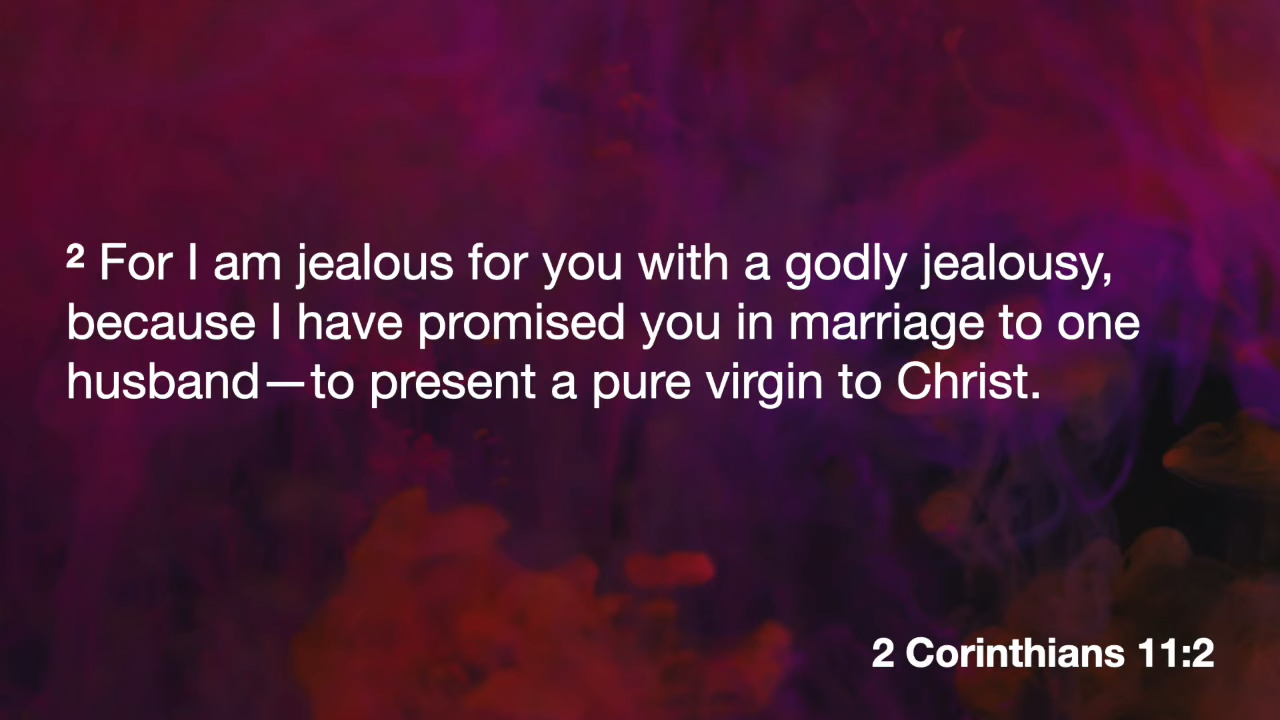 ² For I am jealous for you with a godly jealousy,
because I have promised you in marriage to one
husband—to present a pure virgin to Christ.
2 Corinthians 11:2